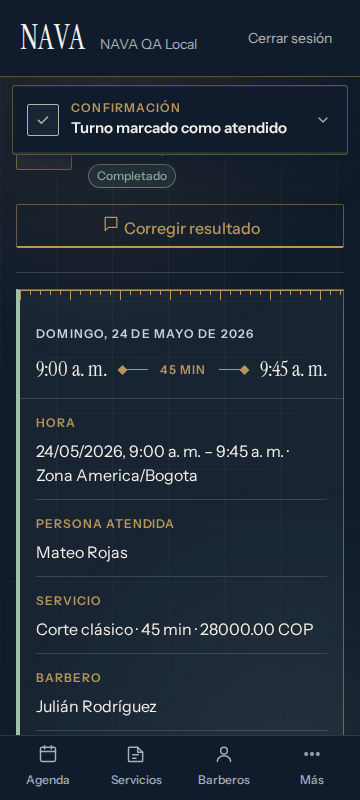 NAVA NAVA QA Local Cerrar sesión
CONFIRMACIÓN
Turno marcado como atendido
Completado
Corregir resultado
DOMINGO, 24 DE MAYO DE 2026
9:00 a. m. 45 MIN 9:45 a. m.
HORA
24/05/2026, 9:00 a. m. – 9:45 a. m. ·
Zona America/Bogota
PERSONA ATENDIDA
Mateo Rojas
SERVICIO
Corte clásico · 45 min · 28000.00 COP
BARBERO
Julián Rodríguez
Agenda Servicios Barberos Más